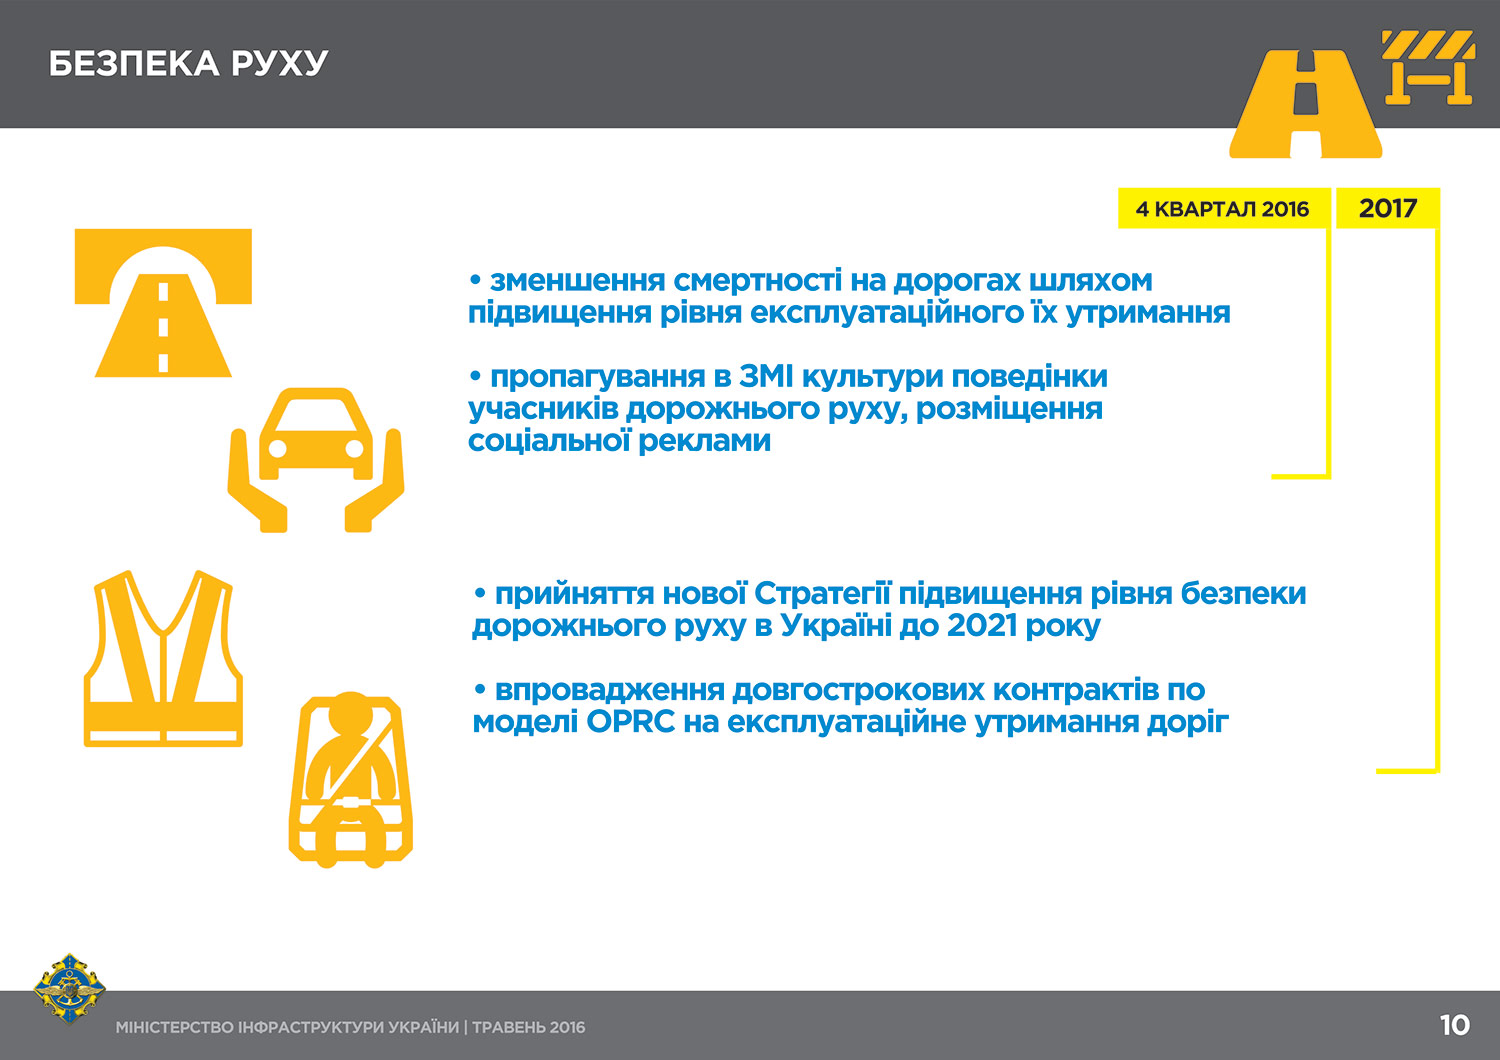 БЕЗПЕКА РУХУ
4 КВАРТАЛ 2016
2017
• зменшення смертності на дорогах шляхом
підвищення рівня експлуатаційного їх утримання
• пропагування в ЗМІ культури поведінки
учасників дорожнього руху, розміщення
соціальної реклами
• прийняття нової Стратегії підвищення рівня безпеки
дорожнього руху в Україні до 2021 року
• впровадження довгострокових контрактів по
моделі OPRC на експлуатаційне утримання доріг
МІНІСТЕРСТВО ІНФРАСТРУКТУРИ УКРАЇНИ | ТРАВЕНЬ 2016
10